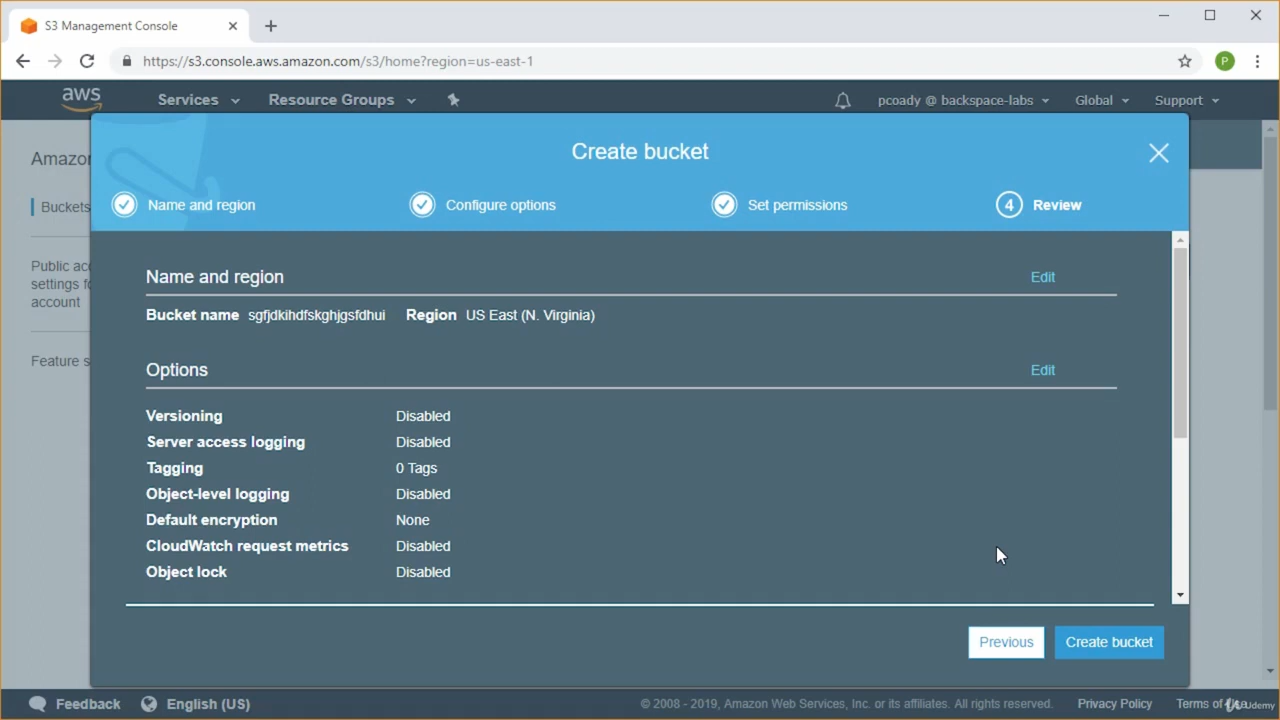 S3 Management Console
https://s3.console.aws.amazon.com/s3/home?region=us-east-1
P
aws Services Resource Groups pcoady @ backspace-labs Global Support
Create bucket
Name and region Configure options Set permissions 4 Review
Amazo
Buckets
Public acc
settings fo
account
Feature s
Name and region Edit
Bucket name sgfjdkihdfskghjgsfdhui Region US East (N. Virginia)
Options Edit
Versioning Disabled
Server access logging Disabled
Tagging 0 Tags
Object-level logging Disabled
Default encryption None
CloudWatch request metrics Disabled
Object lock Disabled
Previous Create bucket
Feedback English (US) © 2008 - 2019, Amazon Web Services, Inc. or its affiliates. All rights reserved. Privacy Policy Terms of Use
Udemy